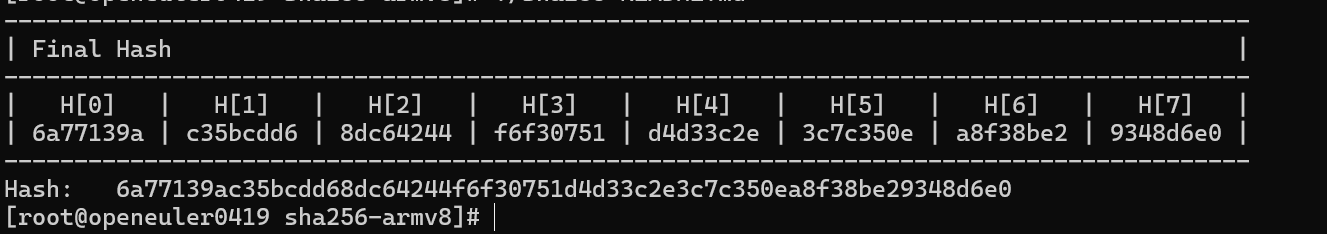 | Final Hash |
| H[0] | H[1] | H[2] | H[3] | H[4] | H[5] | H[6] | H[7] |
| 6a77139a | c35bcdd6 | 8dc64244 | f6f30751 | d4d33c2e | 3c7c350e | a8f38be2 | 9348d6e0 |
Hash: 6a77139ac35bcdd68dc64244f6f30751d4d33c2e3c7c350ea8f38be29348d6e0
[root@openeuler0419 sha256-armv8]#